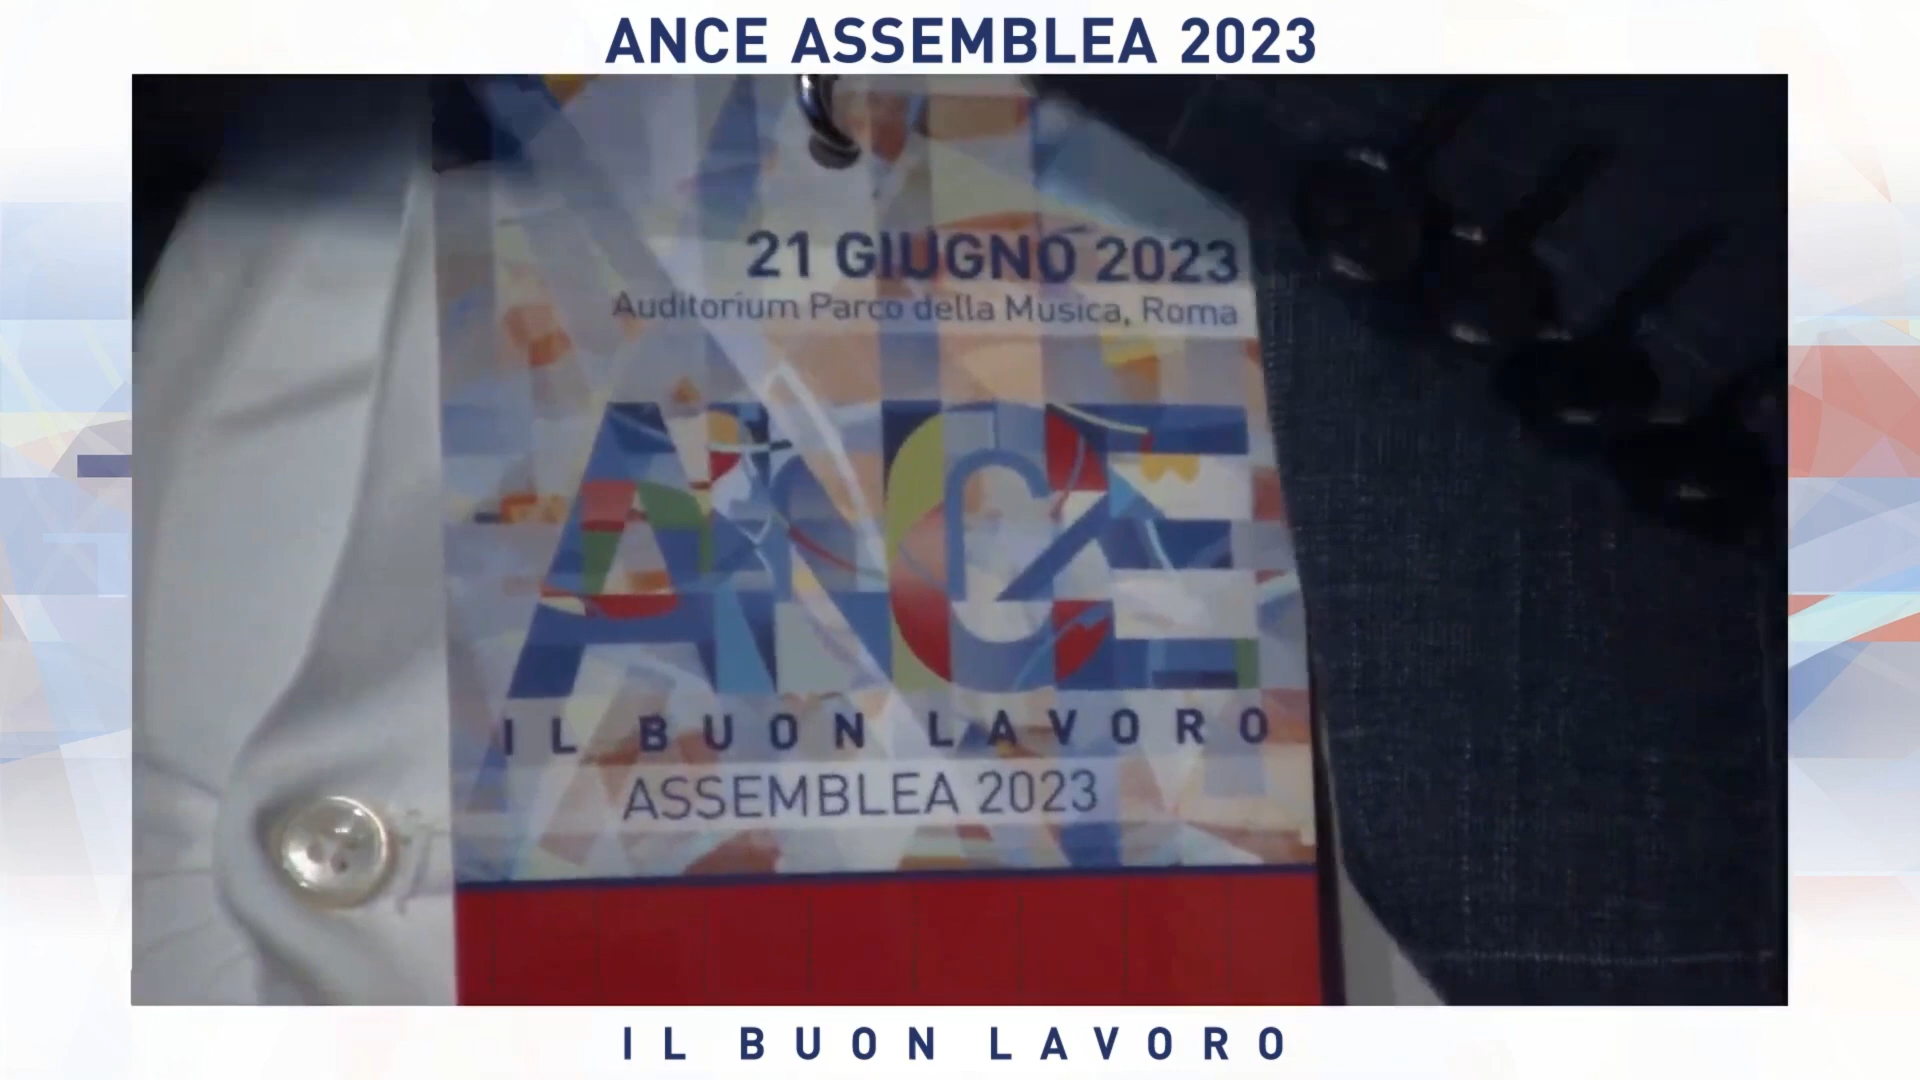 ANCE ASSEMBLEA 2023
21 GIUGNO 2023
Auditorium Parco della Musica, Roma
ANCE
IL BUON LAVORO
ASSEMBLEA 2023
IL BUON LAVORO